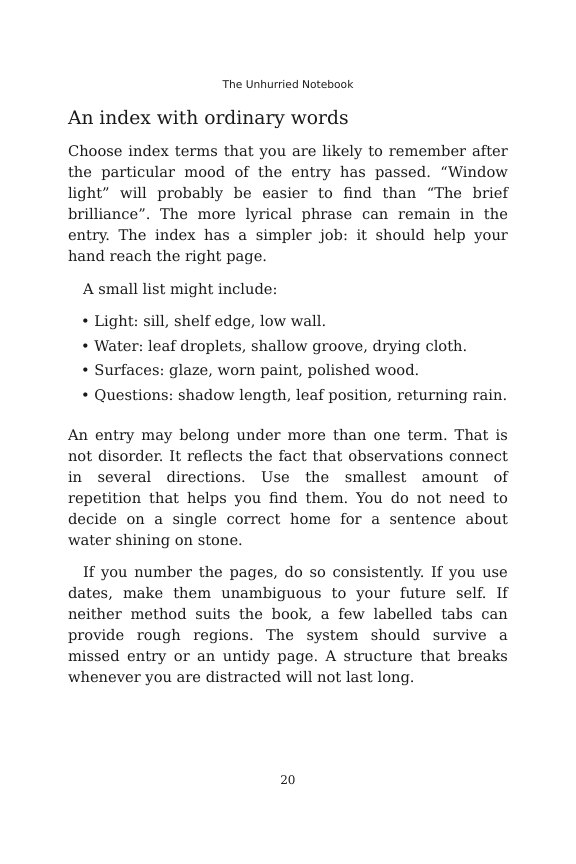 The Unhurried Notebook
An index with ordinary words
Choose index terms that you are likely to remember after
the particular mood of the entry has passed. “Window
light” will probably be easier to find than “The brief
brilliance”. The more lyrical phrase can remain in the
entry. The index has a simpler job: it should help your
hand reach the right page.
A small list might include:
• Light: sill, shelf edge, low wall.
• Water: leaf droplets, shallow groove, drying cloth.
• Surfaces: glaze, worn paint, polished wood.
• Questions: shadow length, leaf position, returning rain.
An entry may belong under more than one term. That is
not disorder. It reflects the fact that observations connect
in several directions. Use the smallest amount of
repetition that helps you find them. You do not need to
decide on a single correct home for a sentence about
water shining on stone.
If you number the pages, do so consistently. If you use
dates, make them unambiguous to your future self. If
neither method suits the book, a few labelled tabs can
provide rough regions. The system should survive a
missed entry or an untidy page. A structure that breaks
whenever you are distracted will not last long.
20